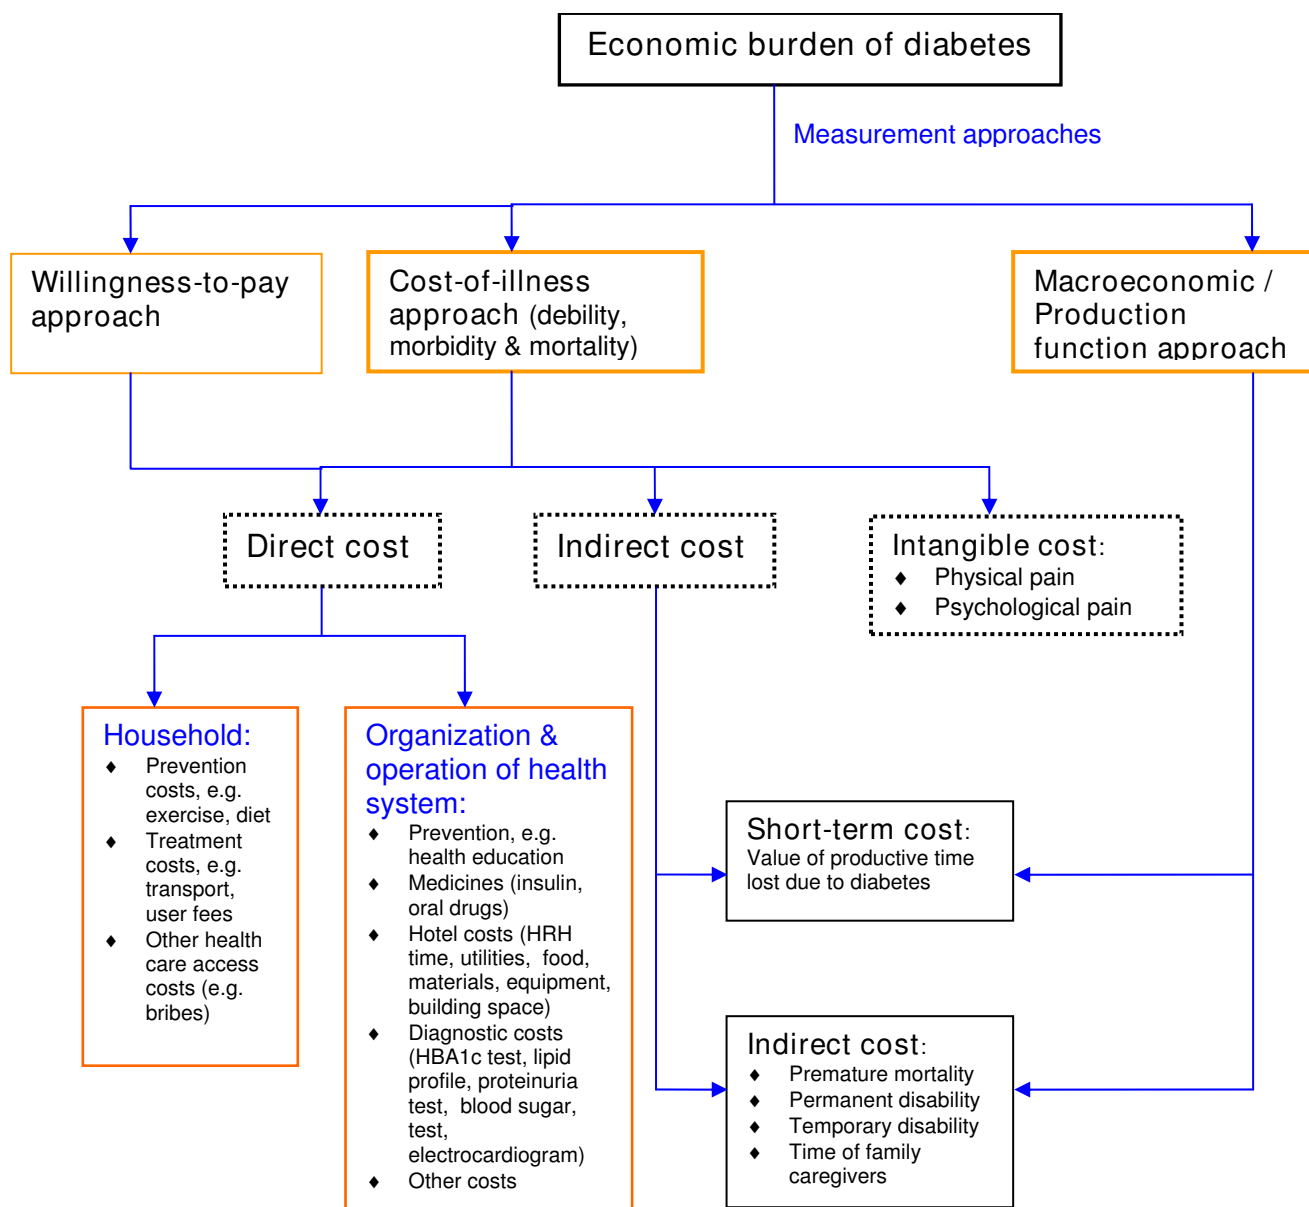 Economic burden of diabetes
Measurement approaches
Willingness-to-pay
approach
Cost-of-illness
approach (debility,
morbidity & mortality)
Macroeconomic /
Production
function approach
Direct cost
Indirect cost
Intangible cost:
♦ Physical pain
♦ Psychological pain
Household:
♦ Prevention
costs, e.g.
exercise, diet
♦ Treatment
costs, e.g.
transport,
user fees
♦ Other health
care access
costs (e.g.
bribes)
Organization &
operation of health
system:
♦ Prevention, e.g.
health education
♦ Medicines (insulin,
oral drugs)
♦ Hotel costs (HRH
time, utilities, food,
materials, equipment,
building space)
♦ Diagnostic costs
(HBA1c test, lipid
profile, proteinuria
test, blood sugar,
test,
electrocardiogram)
♦ Other costs
Short-term cost:
Value of productive time
lost due to diabetes
Indirect cost:
♦ Premature mortality
♦ Permanent disability
♦ Temporary disability
♦ Time of family
caregivers